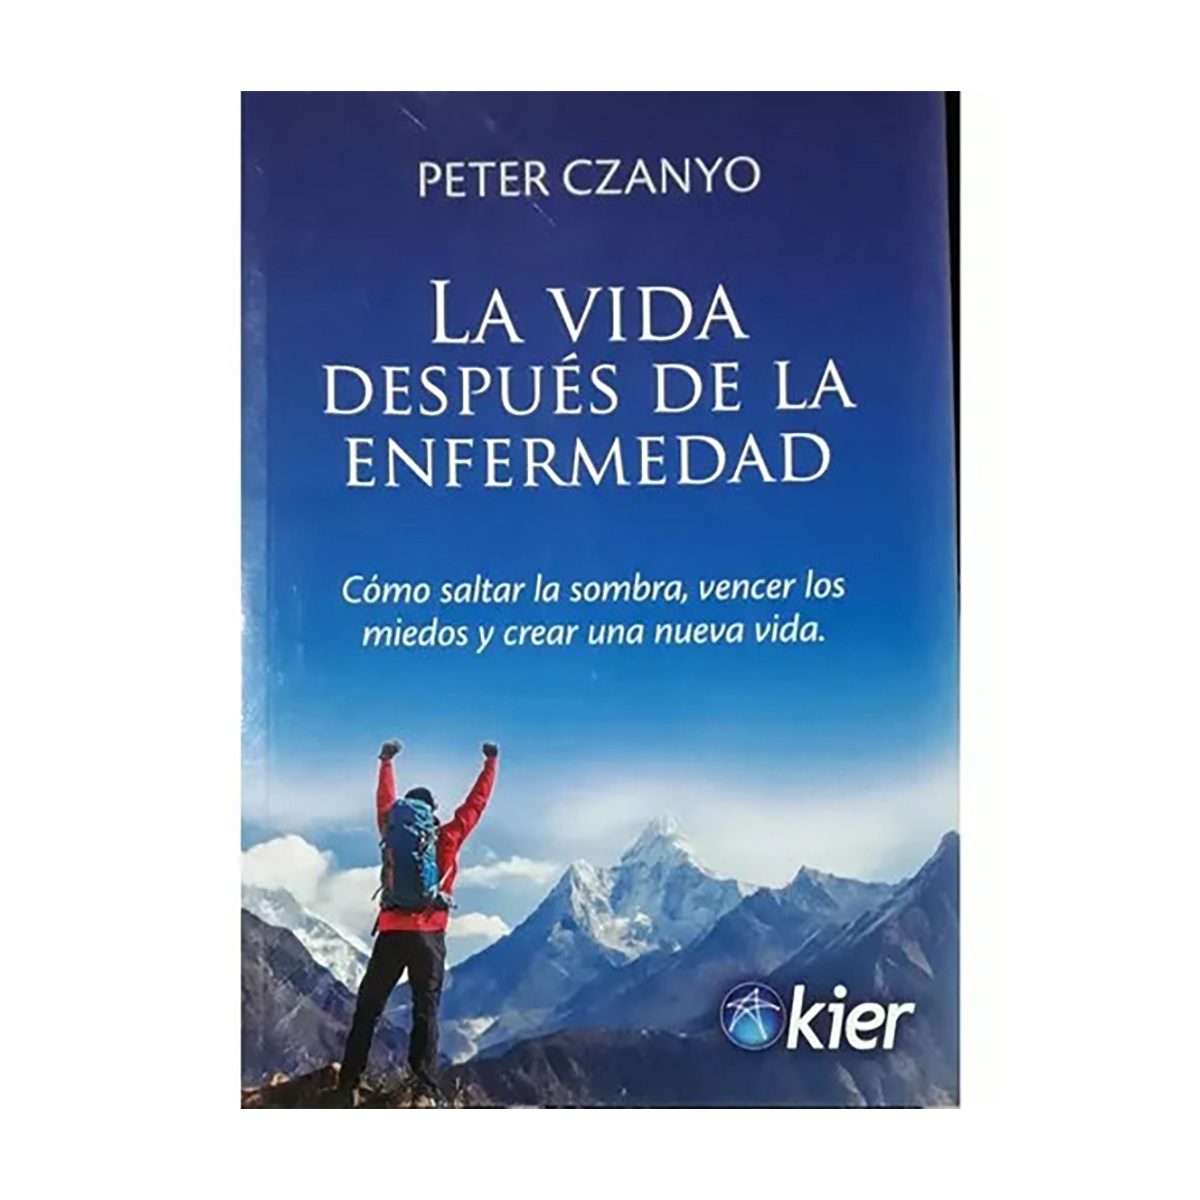 PETER CZANYO
LA VIDA
DESPUÉS DE LA
ENFERMEDAD
Cómo saltar la sombra, vencer los
miedos y crear una nueva vida.
kier